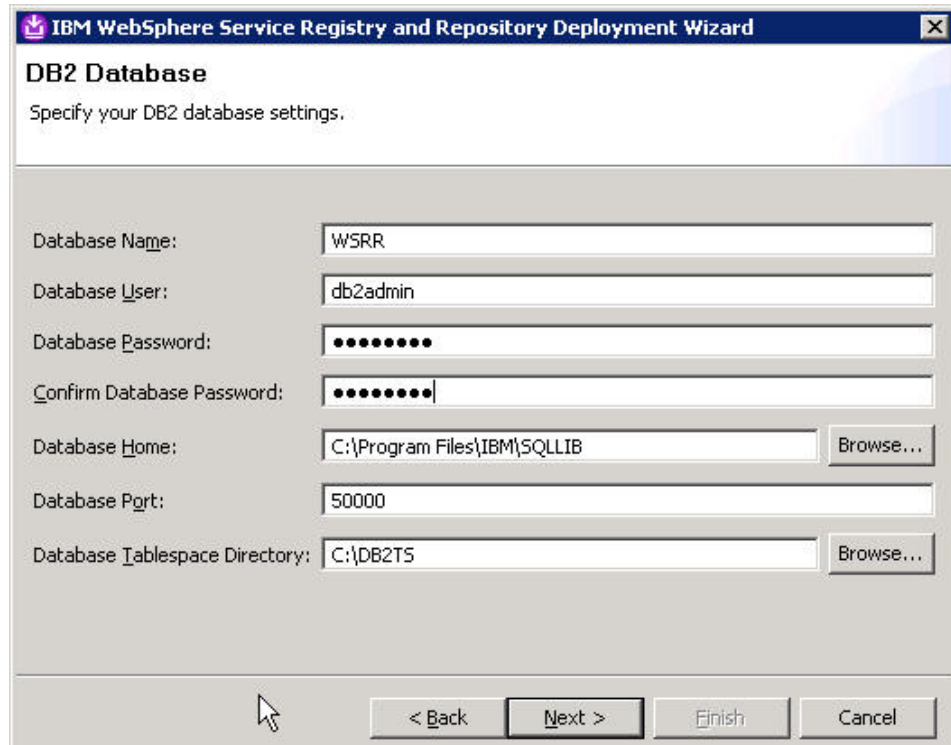 IBM WebSphere Service Registry and Repository Deployment Wizard
DB2 Database
Specify your DB2 database settings.
Database Name: WSRR
Database User: db2admin
Database Password: ●●●●●●●●
Confirm Database Password: ●●●●●●●●
Database Home: C:\Program Files\IBM\SQLLIB Browse...
Database Port: 50000
Database Tablespace Directory: C:\DB2TS Browse...
< Back Next > Finish Cancel